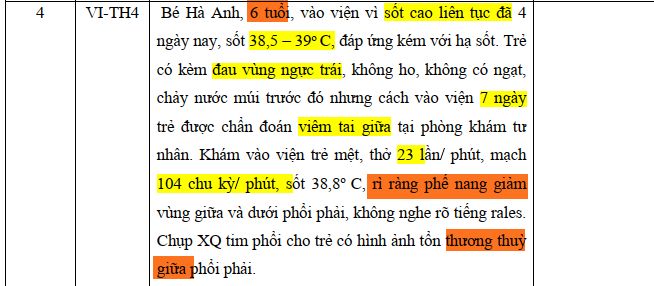 4 VI-TH4 Bé Hà Anh, 6 tuổi, vào viện vì sốt cao liên tục đã 4
ngày nay, sốt 38,5 – 39º C, đáp ứng kém với hạ sốt. Trẻ
có kèm đau vùng ngực trái, không ho, không có ngạt,
chảy nước múi trước đó nhưng cách vào viện 7 ngày
trẻ được chẩn đoán viêm tai giữa tại phòng khám tư
nhân. Khám vào viện trẻ mệt, thở 23 lần/ phút, mạch
104 chu kỳ/ phút, sốt 38,8º C, rì ràng phế nang giảm
vùng giữa và dưới phổi phải, không nghe rõ tiếng rales.
Chụp XQ tim phổi cho trẻ có hình ảnh tổn thương thuỳ
giữa phổi phải.